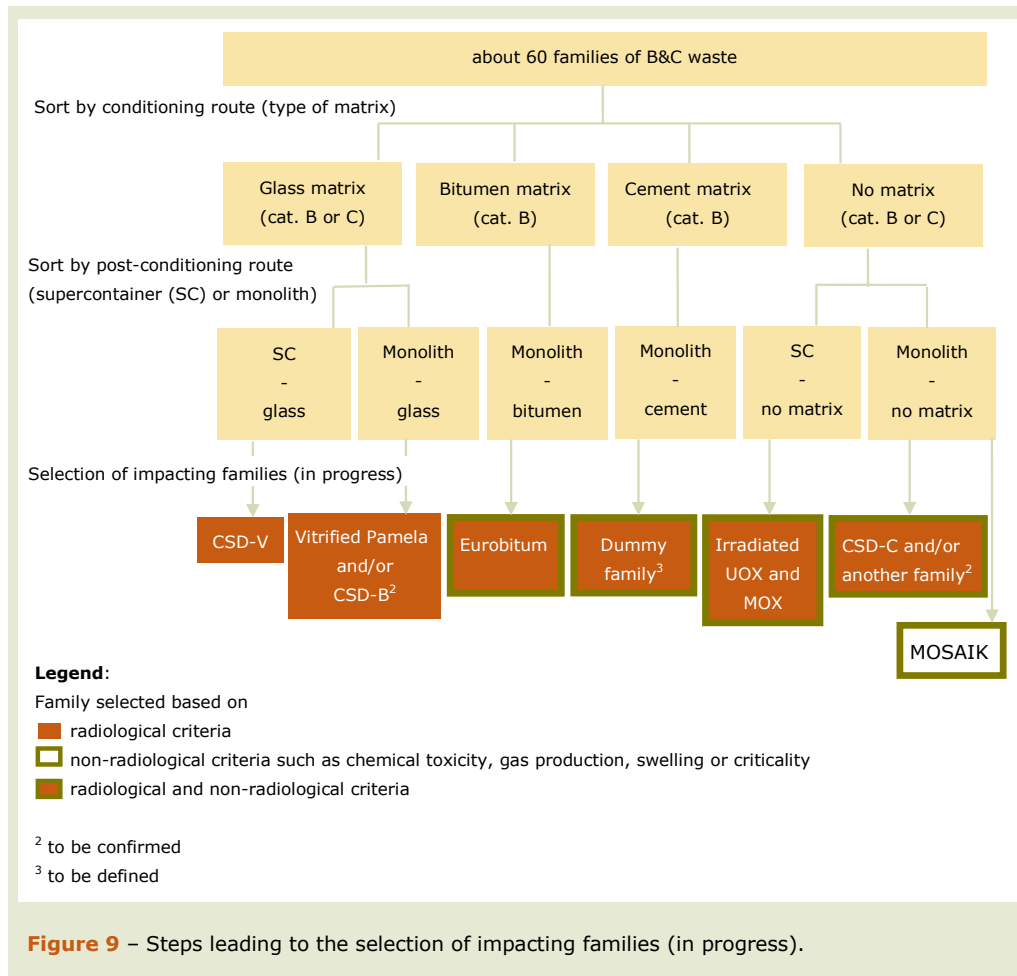 about 60 families of B&C waste
Sort by conditioning route (type of matrix)
Glass matrix
(cat. B or C)
Bitumen matrix
(cat. B)
Cement matrix
(cat. B)
No matrix
(cat. B or C)
Sort by post-conditioning route
(supercontainer (SC) or monolith)
SC
-
glass
Monolith
-
glass
Monolith
-
bitumen
Monolith
-
cement
SC
-
no matrix
Monolith
-
no matrix
Selection of impacting families (in progress)
CSD-V
Vitrified Pamela
and/or
CSD-B²
Eurobitum
Dummy
family³
Irradiated
UOX and
MOX
CSD-C and/or
another family²
MOSAIK
Legend:
Family selected based on
radiological criteria
non-radiological criteria such as chemical toxicity, gas production, swelling or criticality
radiological and non-radiological criteria
² to be confirmed
³ to be defined
Figure 9 – Steps leading to the selection of impacting families (in progress).